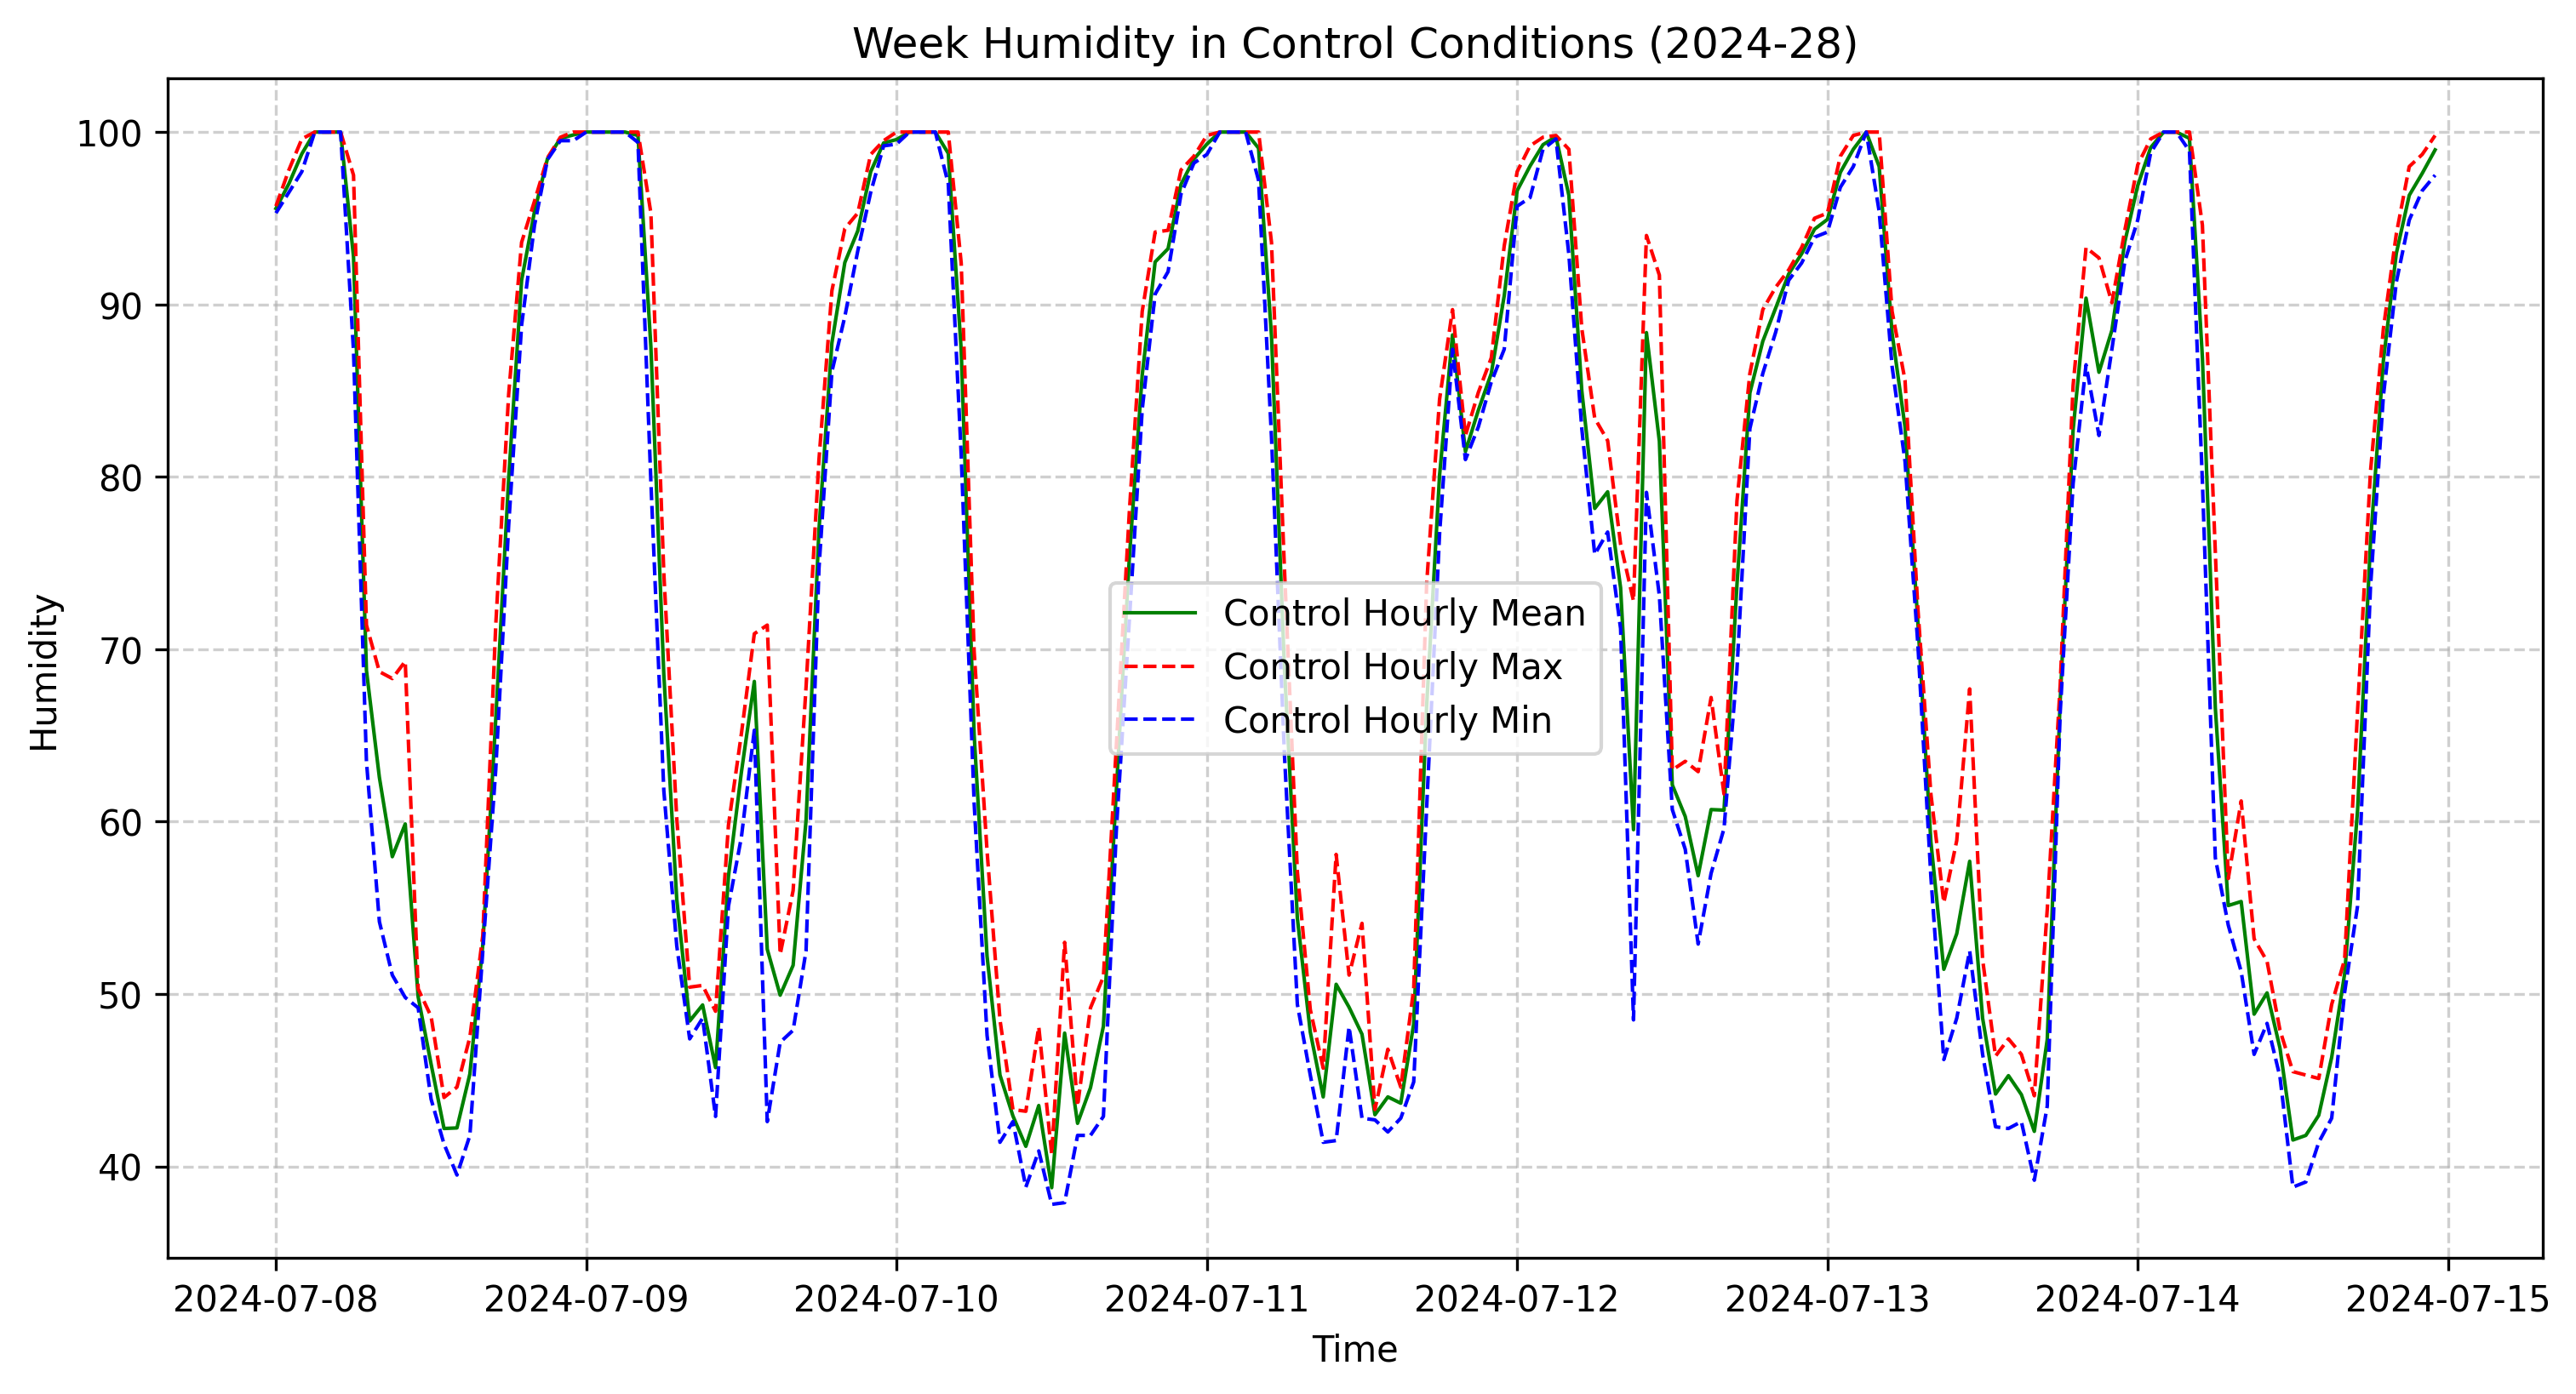 Week Humidity in Control Conditions (2024-28)
Humidity
100
90
80
70
60
50
40
Control Hourly Mean
Control Hourly Max
Control Hourly Min
2024-07-08
2024-07-09
2024-07-10
2024-07-11
2024-07-12
2024-07-13
2024-07-14
2024-07-15
Time